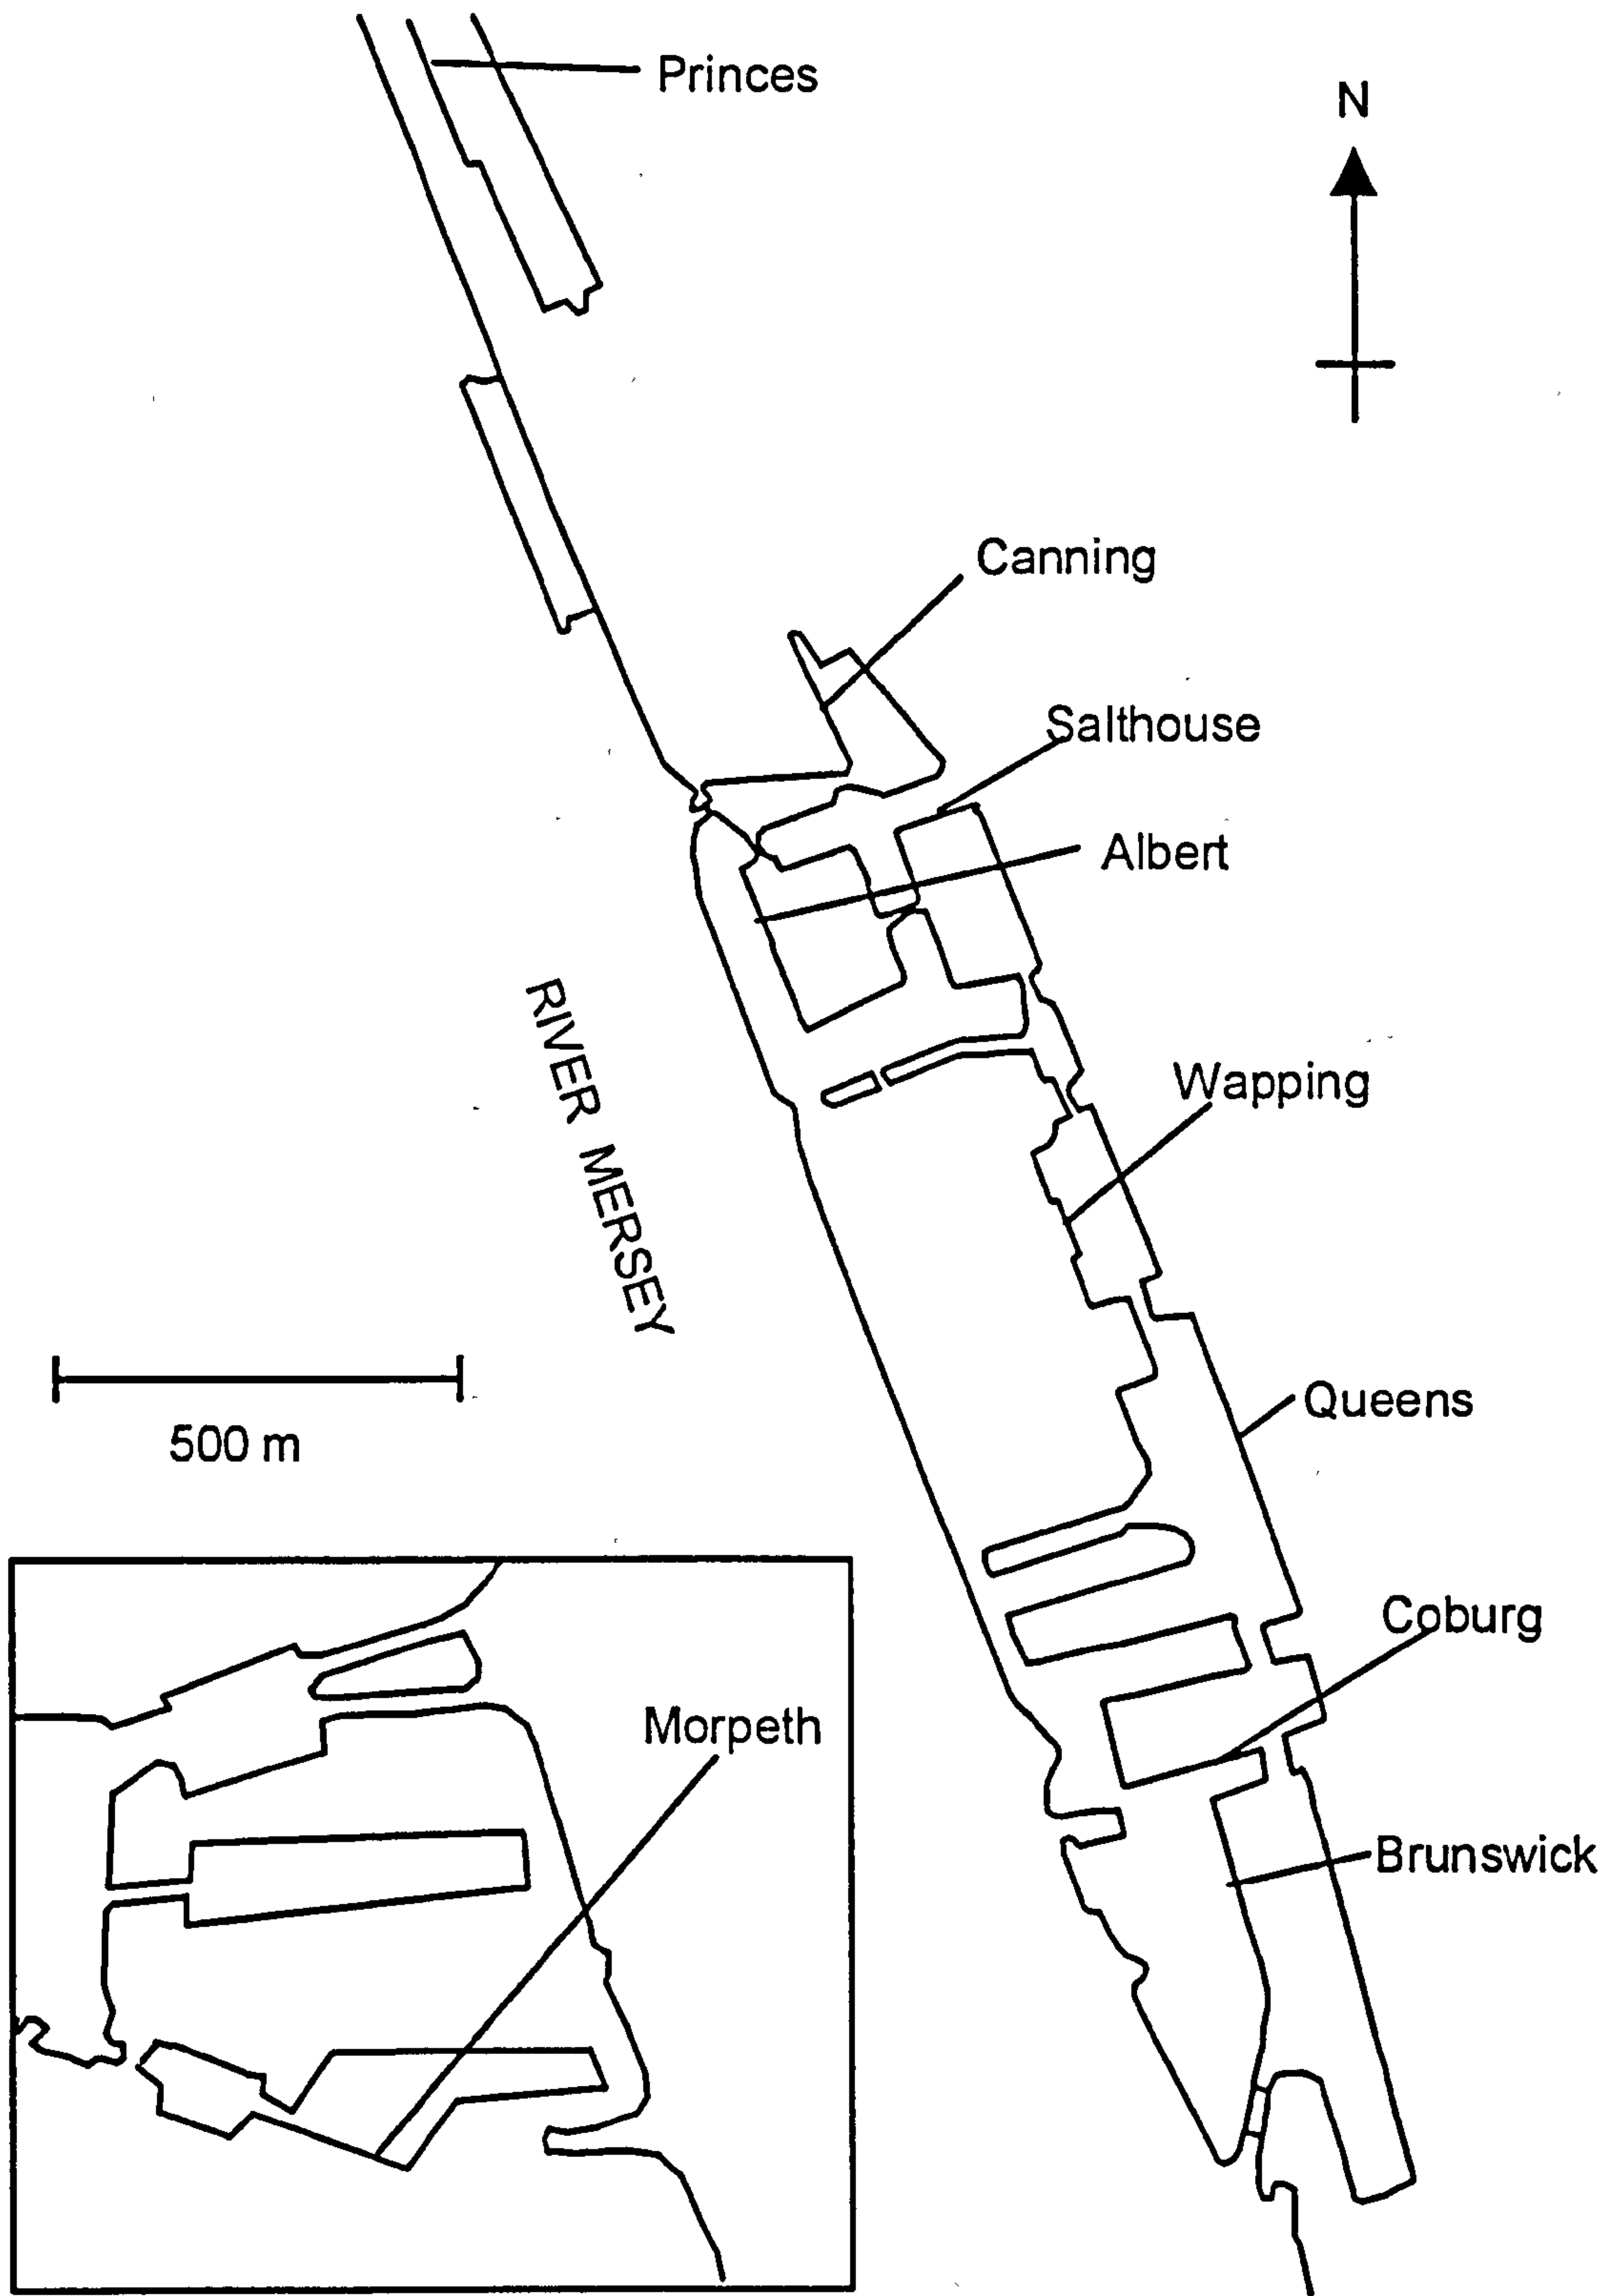 Princes
N
Canning
Salthouse
Albert
RIVER MERSEY
Wapping
500 m
Queens
Coburg
Morpeth
Brunswick